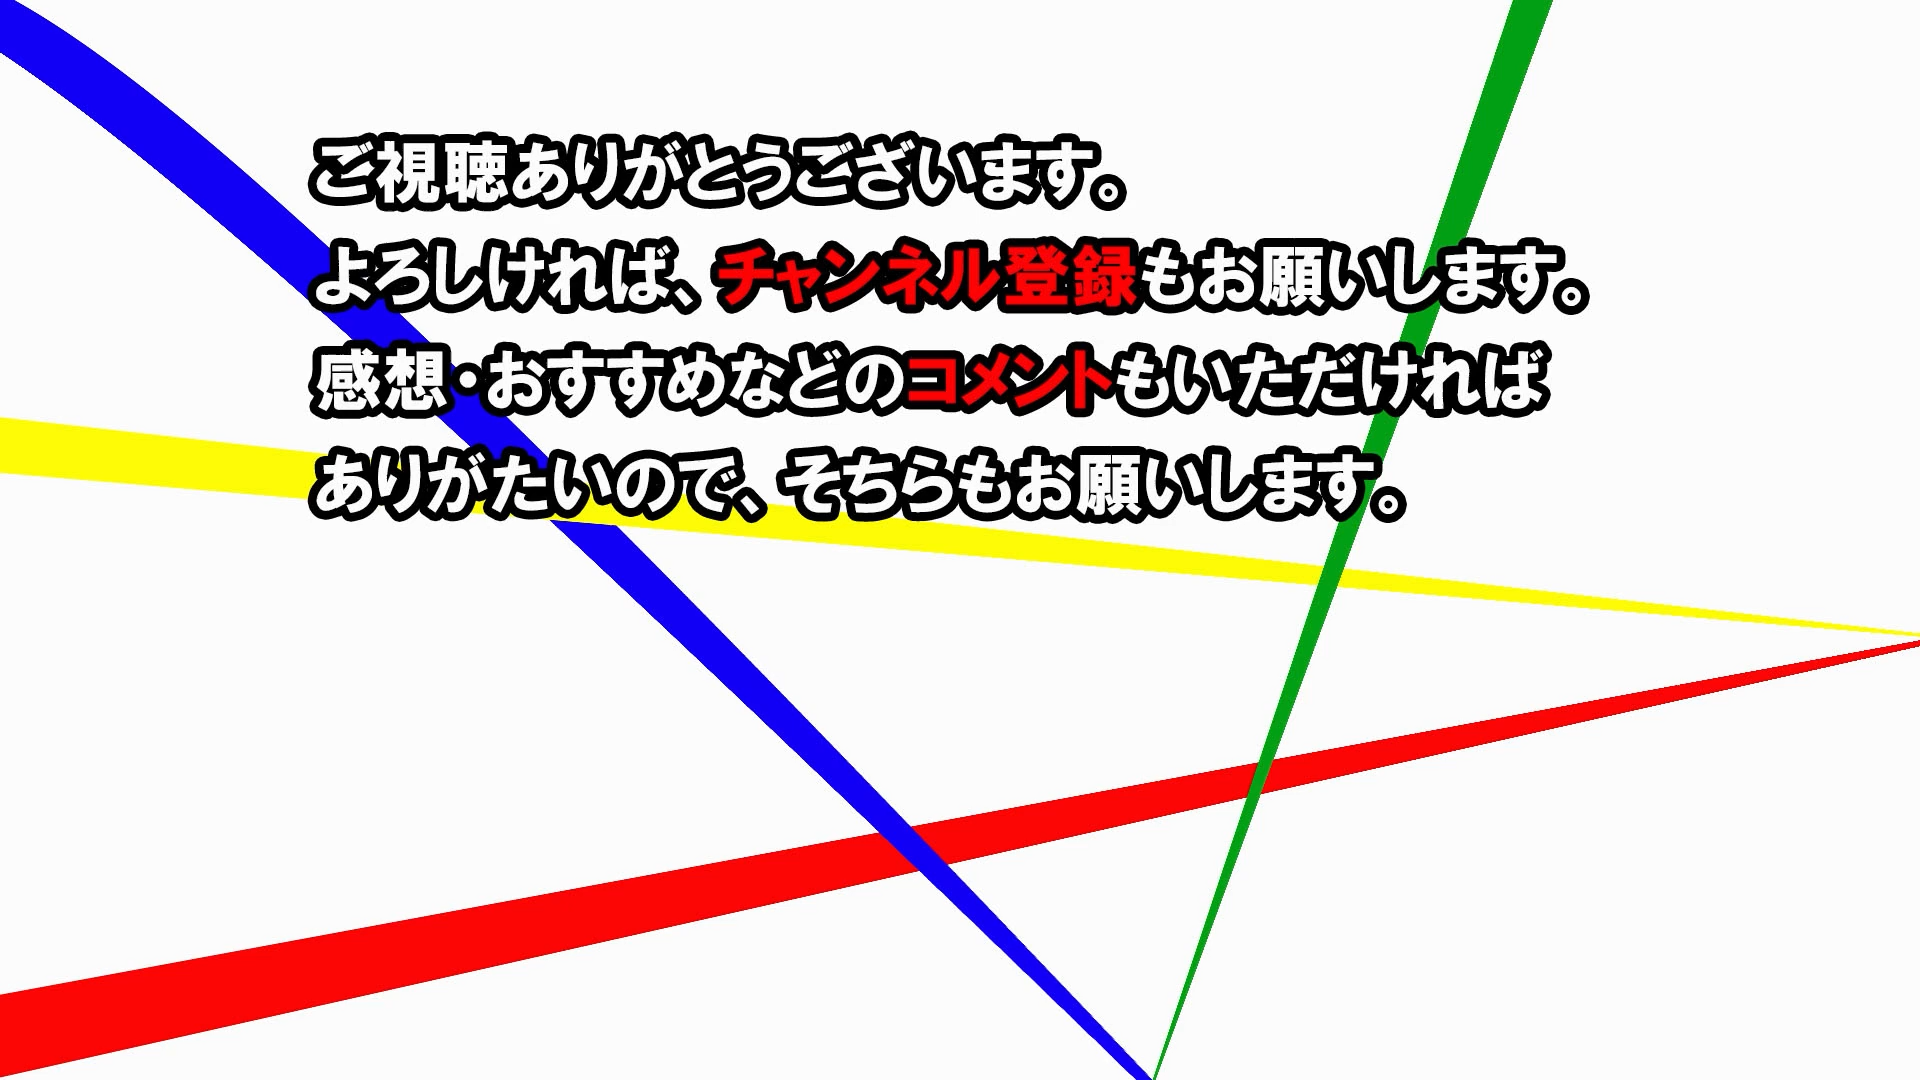 ご視聴ありがとうございます。
よろしければ、チャンネル登録もお願いします。
感想・おすすめなどのコメントもいただければ
ありがたいので、そちらもお願いします。